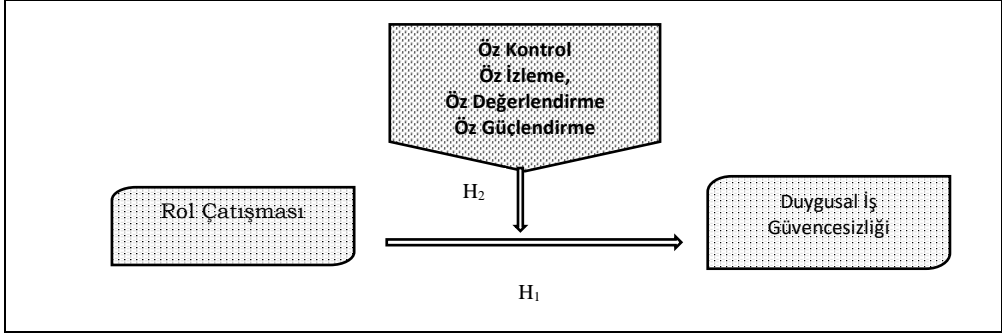 Öz Kontrol
Öz İzleme,
Öz Değerlendirme
Öz Güçlendirme
H₂
Rol Çatışması
Duygusal İş
Güvencesizliği
H₁